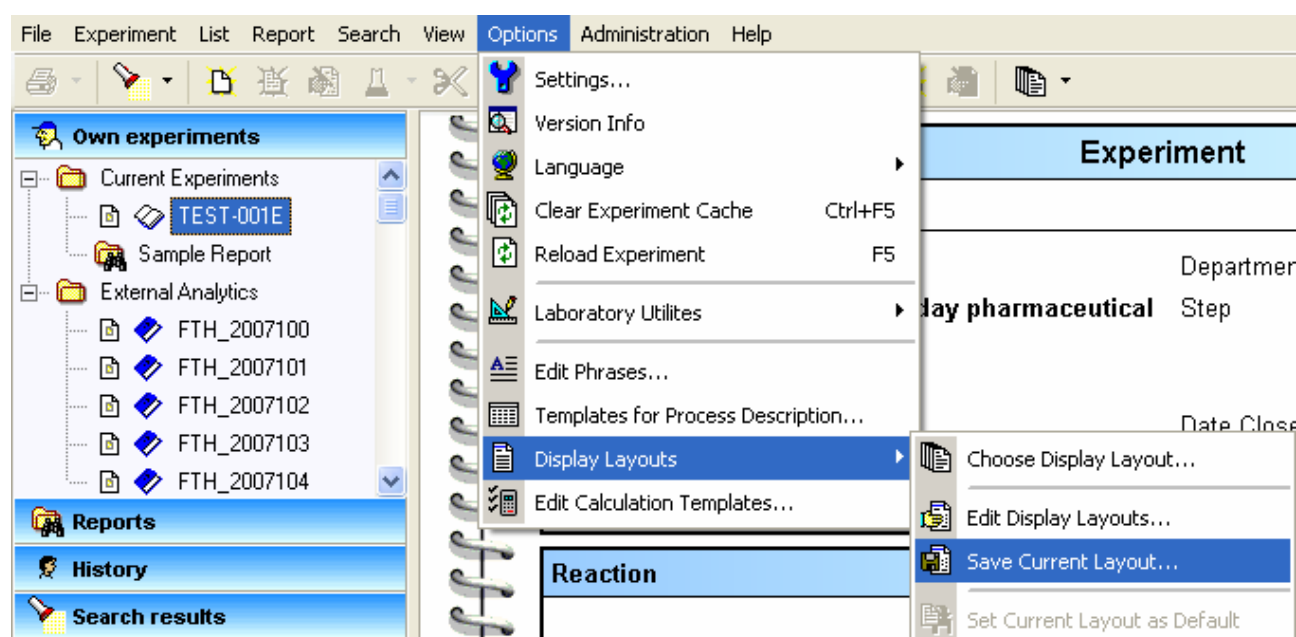 File Experiment List Report Search View Options Administration Help
Own experiments
Current Experiments
TEST-001E
Sample Report
External Analytics
FTH_2007100
FTH_2007101
FTH_2007102
FTH_2007103
FTH_2007104
Reports
History
Search results
Settings...
Version Info
Language
Clear Experiment Cache Ctrl+F5
Reload Experiment F5
Laboratory Utilites
Edit Phrases...
Templates for Process Description...
Display Layouts
Edit Calculation Templates...
Choose Display Layout...
Edit Display Layouts...
Save Current Layout...
Set Current Layout as Default
Experiment
Departmen
day pharmaceutical Step
Date Close
Reaction